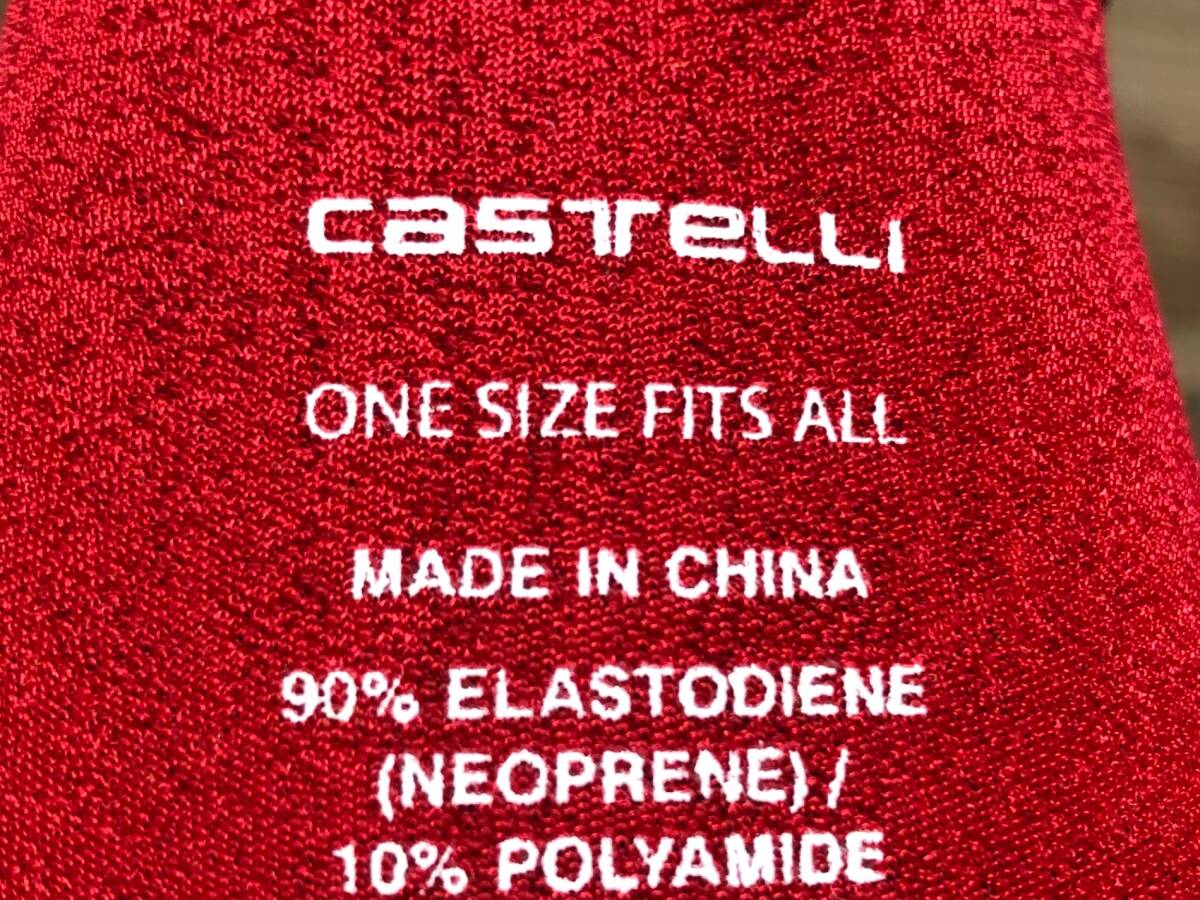 castelli
ONE SIZE FITS ALL
MADE IN CHINA
90% ELASTODIENE
(NEOPRENE) /
10% POLYAMIDE